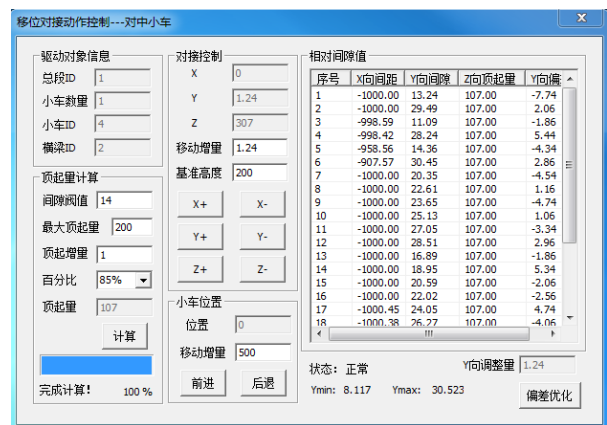 移位对接动作控制---对中小车
驱动对象信息
总段ID 1
小车数量 1
小车ID 4
横梁ID 2
顶起量计算
间隙阀值 14
最大顶起量 200
顶起增量 1
百分比 85%
顶起量 107
计算
完成计算! 100 %
对接控制
X 0
Y 1.24
Z 307
移动增量 1.24
基准高度 200
X+ X-
Y+ Y-
Z+ Z-
小车位置
位置 0
移动增量 500
前进 后退
相对间隙值
序号 X向间距 Y向间隙 Z向顶起量 Y向偏
1 -1000.00 13.24 107.00 -7.74
2 -1000.00 29.49 107.00 2.06
3 -998.59 11.09 107.00 -1.86
4 -998.42 28.24 107.00 5.44
5 -958.56 14.36 107.00 -4.34
6 -907.57 30.45 107.00 2.86
7 -1000.00 20.35 107.00 -4.54
8 -1000.00 22.61 107.00 1.16
9 -1000.00 23.65 107.00 -4.74
10 -1000.00 25.13 107.00 1.06
11 -1000.00 27.05 107.00 -3.34
12 -1000.00 28.51 107.00 2.96
13 -1000.00 16.89 107.00 -1.86
14 -1000.00 18.95 107.00 5.34
15 -1000.00 20.59 107.00 -2.06
16 -1000.00 22.02 107.00 -2.56
17 -1000.45 24.05 107.00 4.74
18 -1000.38 26.27 107.00 -4.06
状态: 正常 Y向调整量 1.24
Ymin: 8.117 Ymax: 30.523
偏差优化